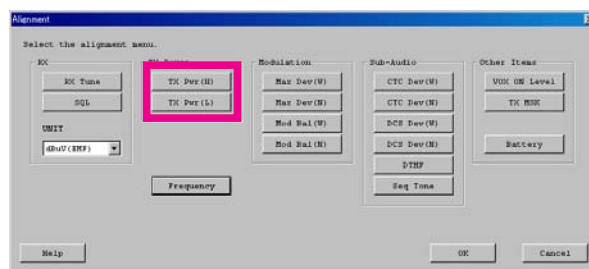 Alignment
Select the alignment menu.
RX
RX Tune
SQL
UNIT
dBuV(EMF)
TX Power
TX Pwr(H)
TX Pwr(L)
Frequency
Modulation
Max Dev(W)
Max Dev(N)
Mod Bal(W)
Mod Bal(N)
Sub-Audio
CTC Dev(W)
CTC Dev(N)
DCS Dev(W)
DCS Dev(N)
DTMF
Seq Tone
Other Items
VOX ON Level
TX MSK
Battery
Help
OK
Cancel